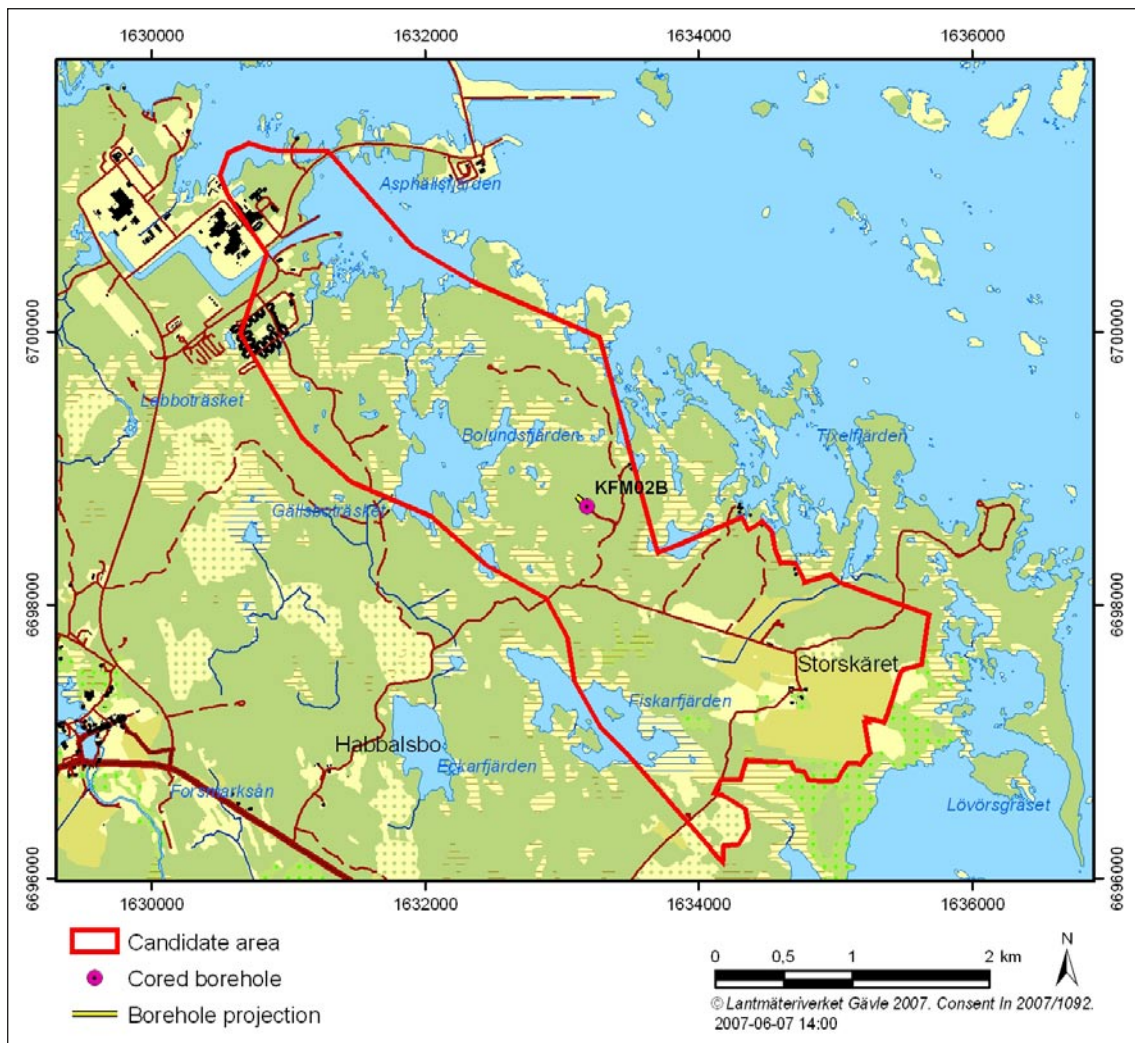 1630000 1632000 1634000 1636000
Asphällsfjärden
6700000 6700000
Labboträsket
Bolundsfjärden
Tixelfjärden
KFM02B
Gällsboträsket
6698000 6698000
Storskäret
Fiskarfjärden
Habbalsbo
Eckarfjärden
Forsmarksån
Lövörsgräset
6696000 6696000
1630000 1632000 1634000 1636000
Candidate area
Cored borehole
Borehole projection
N
0 0,5 1 2 km
© Lantmäteriverket Gävle 2007. Consent In 2007/1092.
2007-06-07 14:00